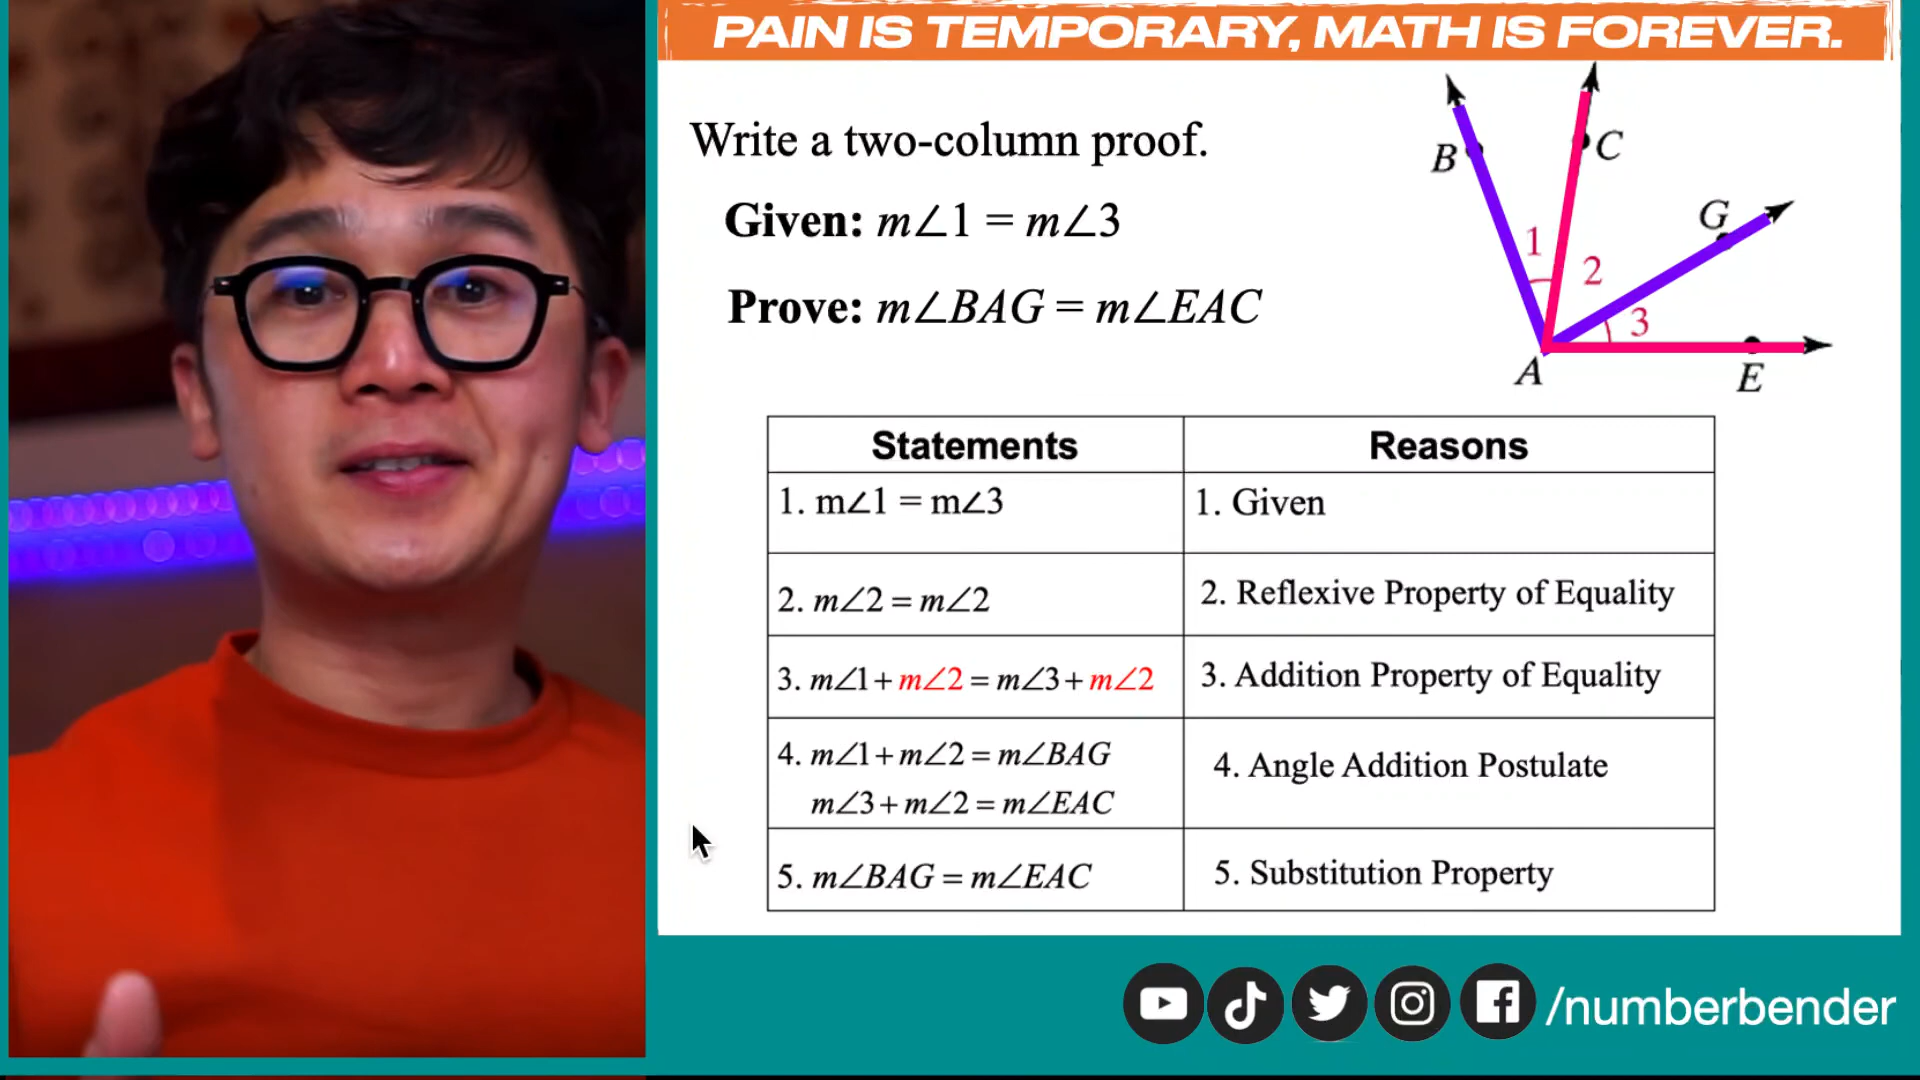 PAIN IS TEMPORARY, MATH IS FOREVER.
Write a two-column proof.
Given: m∠1 = m∠3
Prove: m∠BAG = m∠EAC
B
C
G
1
2
3
A
E
Statements
Reasons
1. m∠1 = m∠3
1. Given
2. m∠2 = m∠2
2. Reflexive Property of Equality
3. m∠1 + m∠2 = m∠3 + m∠2
3. Addition Property of Equality
4. m∠1 + m∠2 = m∠BAG
m∠3 + m∠2 = m∠EAC
4. Angle Addition Postulate
5. m∠BAG = m∠EAC
5. Substitution Property
/numberbender